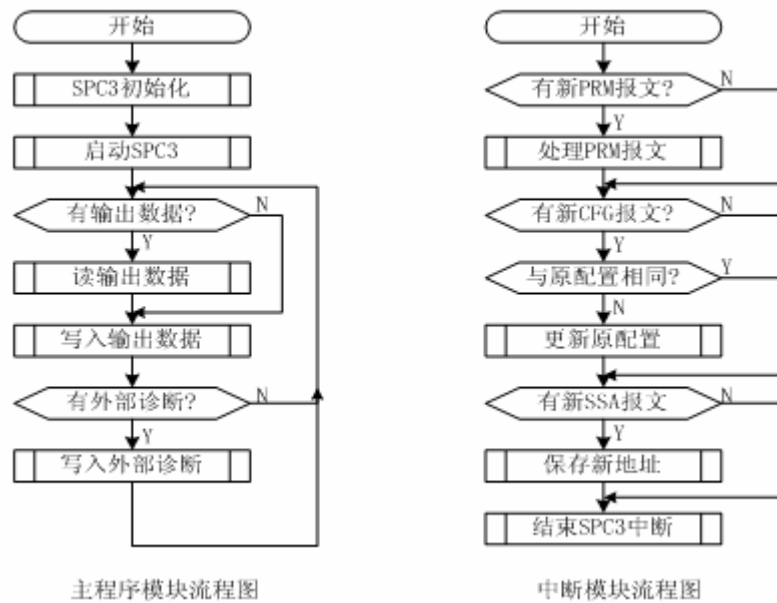 开始
SPC3初始化
启动SPC3
有输出数据?
N
Y
读输出数据
写入输出数据
有外部诊断?
N
Y
写入外部诊断
主程序模块流程图
开始
有新PRM报文?
N
Y
处理PRM报文
有新CFG报文?
N
Y
与原配置相同?
Y
N
更新原配置
有新SSA报文
N
Y
保存新地址
结束SPC3中断
中断模块流程图